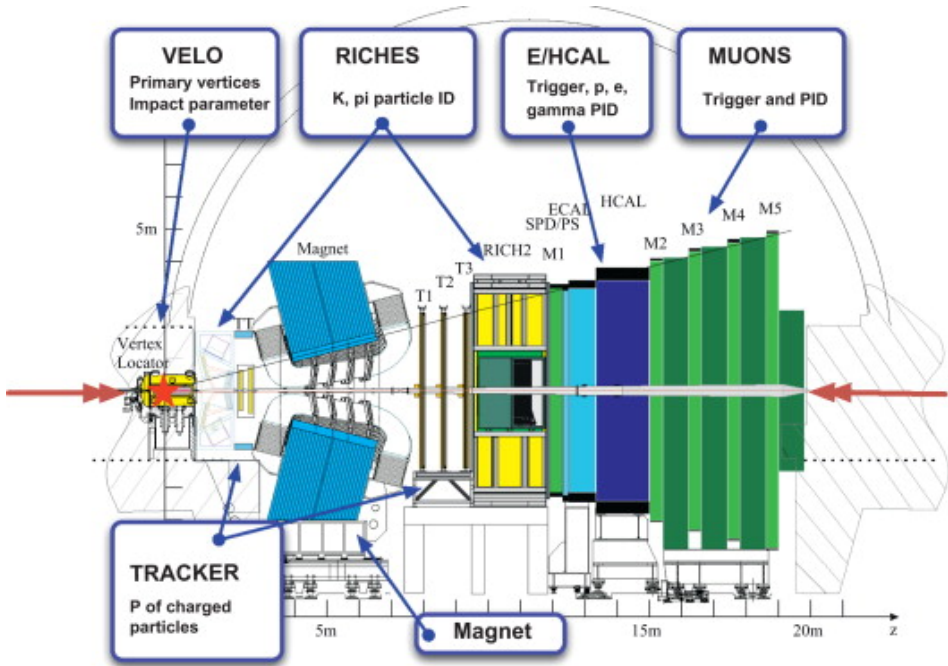 VELO
Primary vertices
Impact parameter
RICHES
K, pi particle ID
E/HCAL
Trigger, p, e,
gamma PID
MUONS
Trigger and PID
5m
Magnet
Vertex
Locator
T1
T2
T3
RICH2
M1
SPD/PS
ECAL
HCAL
M2
M3
M4
M5
TRACKER
P of charged
particles
Magnet
5m
15m
20m
z